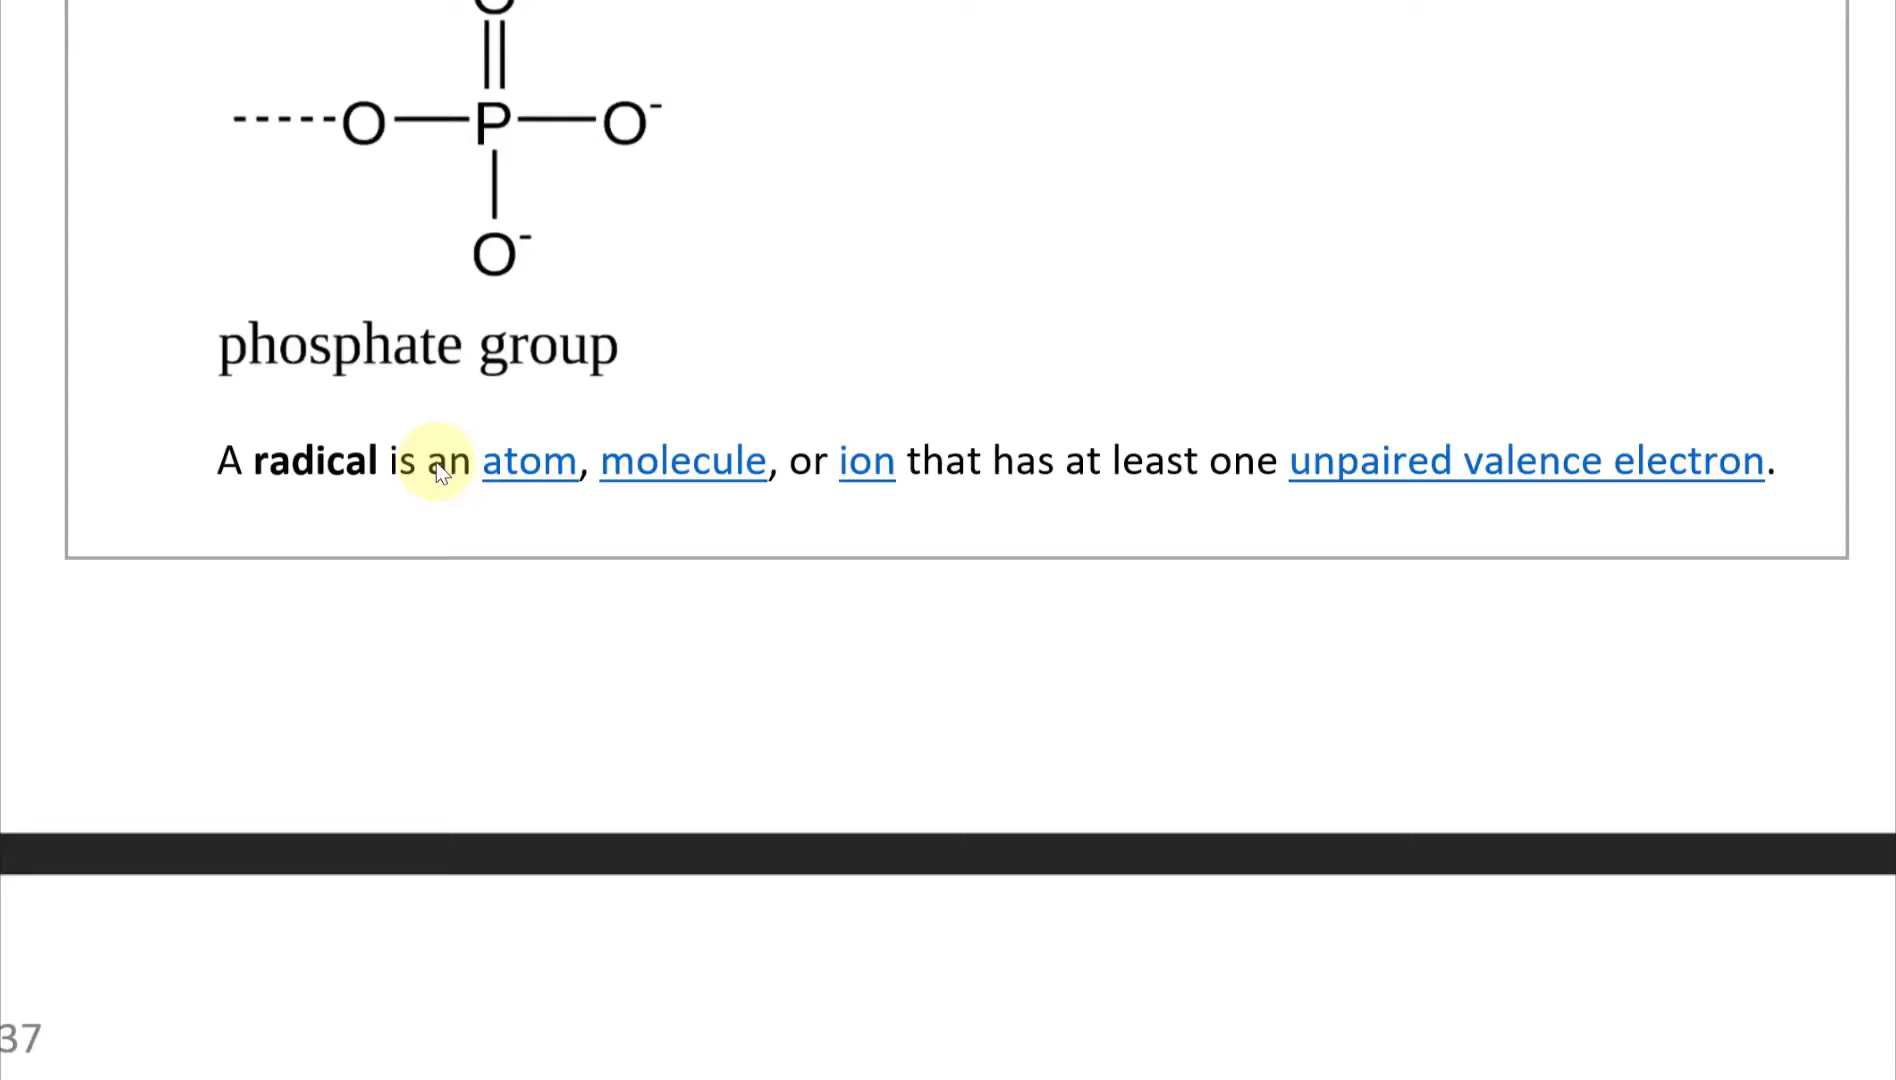 O
O P O-
O-
phosphate group
A radical is an atom, molecule, or ion that has at least one unpaired valence electron.
37